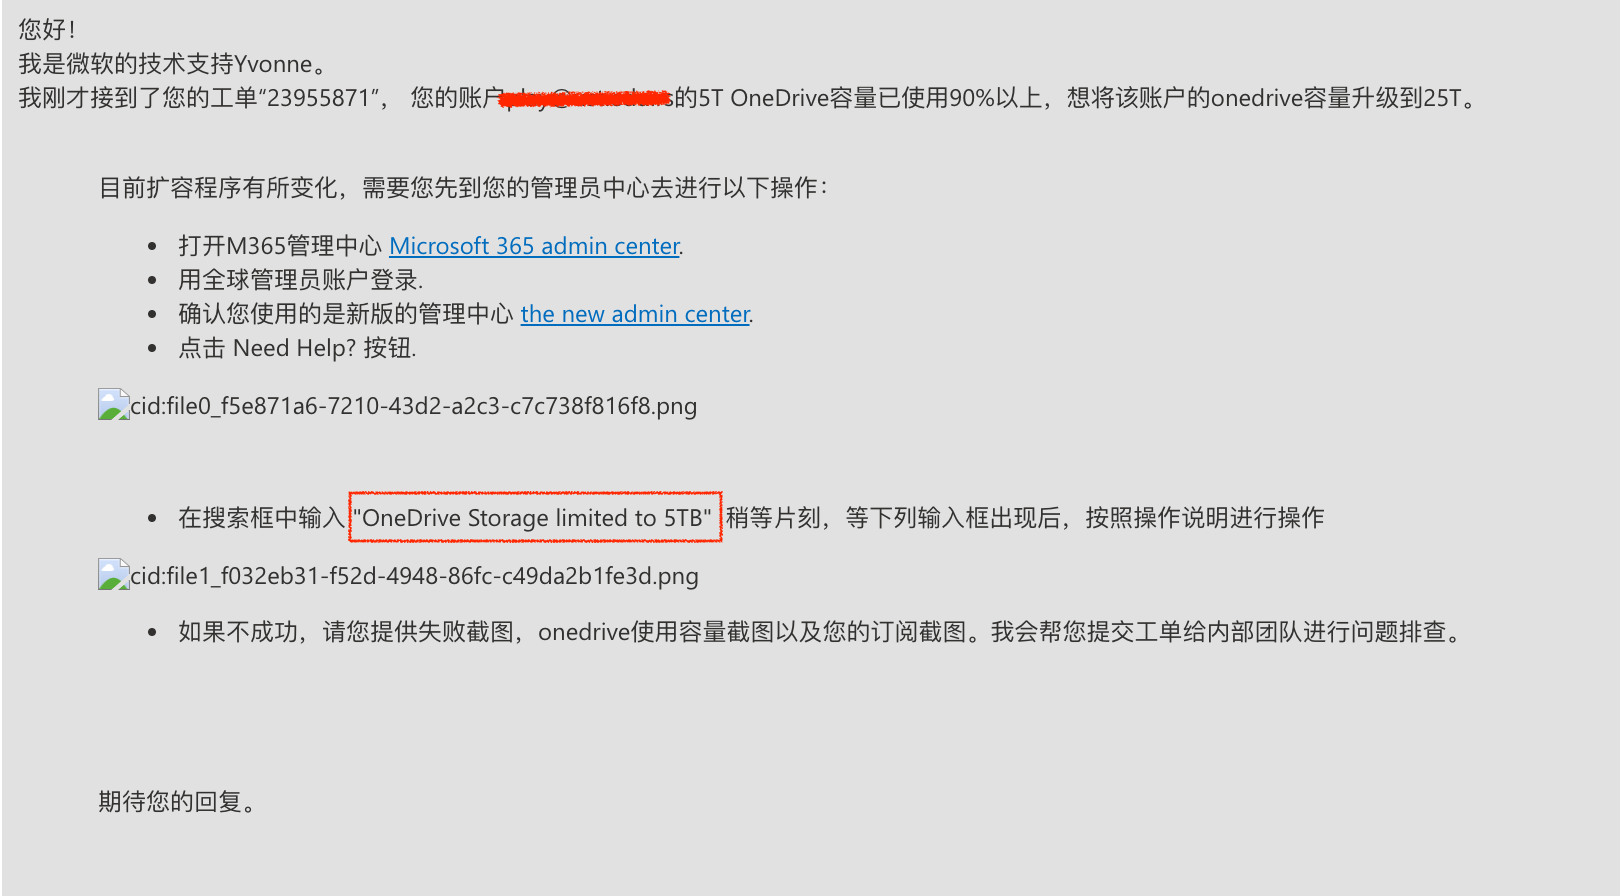 您好！
我是微软的技术支持Yvonne。
我刚才接到了您的工单“23955871”， 您的账户的5T OneDrive容量已使用90%以上，想将该账户的onedrive容量升级到25T。
目前扩容程序有所变化，需要您先到您的管理员中心去进行以下操作：
• 打开M365管理中心 Microsoft 365 admin center.
• 用全球管理员账户登录.
• 确认您使用的是新版的管理中心 the new admin center.
• 点击 Need Help? 按钮.
cid:file0_f5e871a6-7210-43d2-a2c3-c7c738f816f8.png
• 在搜索框中输入 "OneDrive Storage limited to 5TB" 稍等片刻，等下列输入框出现后，按照操作说明进行操作
cid:file1_f032eb31-f52d-4948-86fc-c49da2b1fe3d.png
• 如果不成功，请您提供失败截图，onedrive使用容量截图以及您的订阅截图。我会帮您提交工单给内部团队进行问题排查。
期待您的回复。